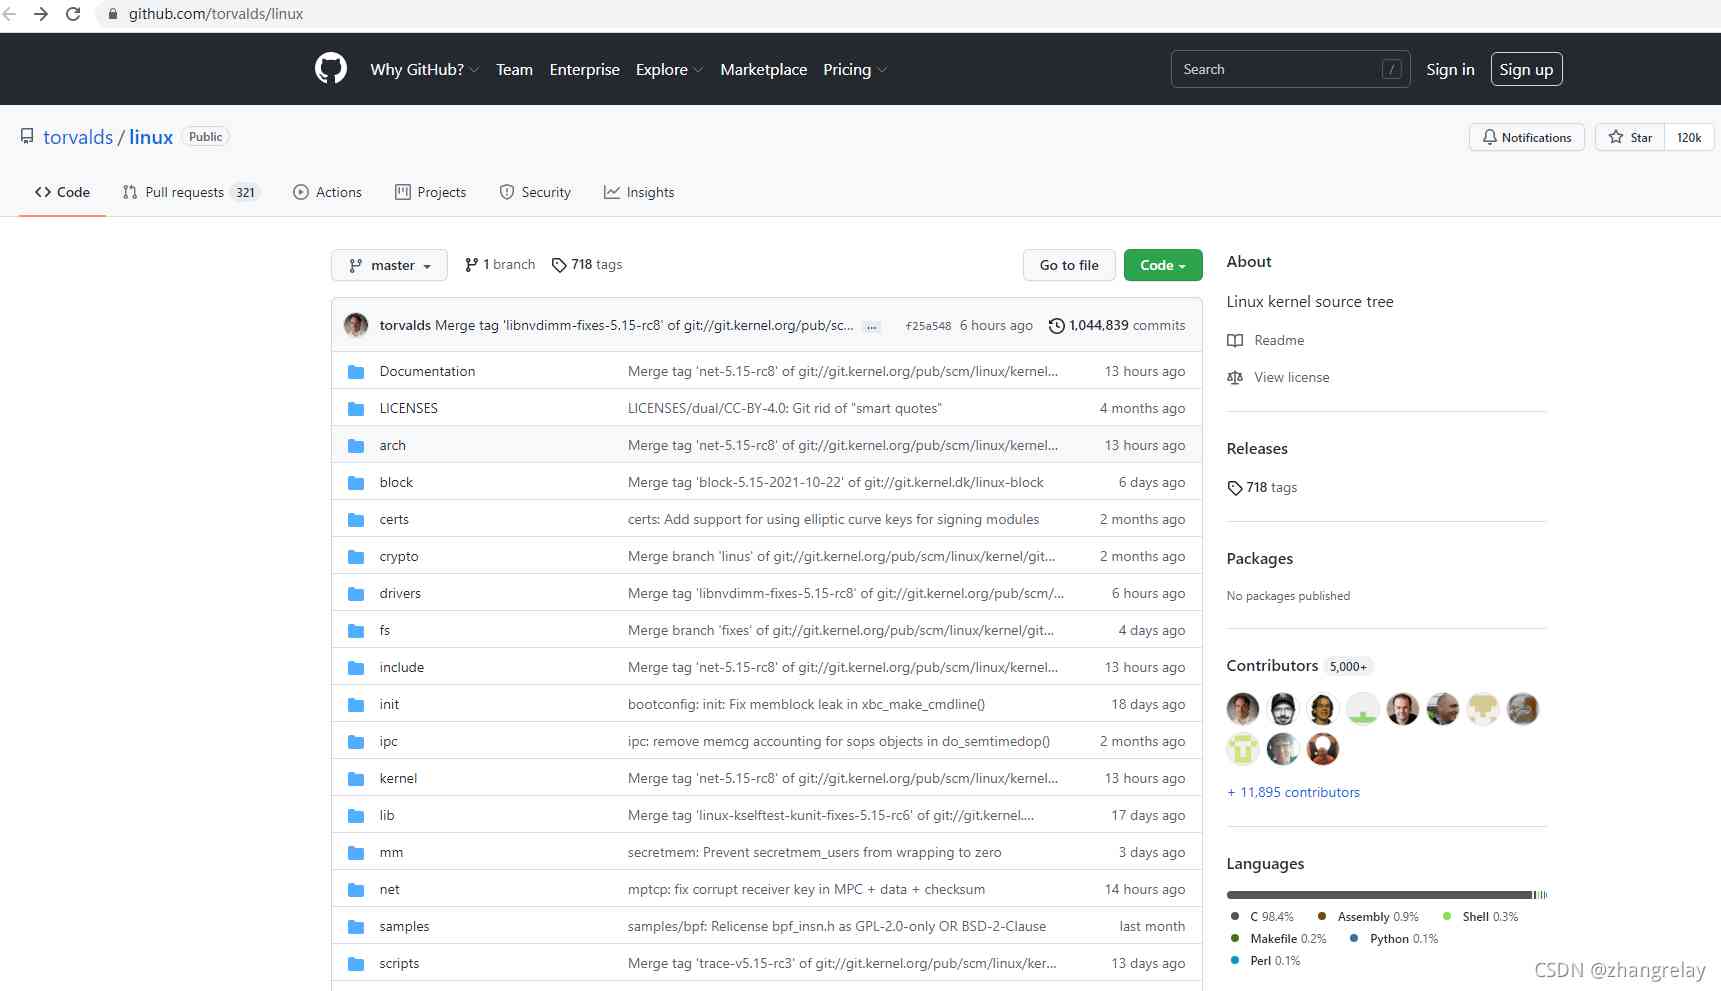 github.com/torvalds/linux
Why GitHub? Team Enterprise Explore Marketplace Pricing Search / Sign in Sign up
torvalds / linux Public Notifications Star 120k
<> Code Pull requests 321 Actions Projects Security Insights
master 1 branch 718 tags Go to file Code
torvalds Merge tag 'libnvdimm-fixes-5.15-rc8' of git://git.kernel.org/pub/sc... ... f25a548 6 hours ago 1,044,839 commits
Documentation Merge tag 'net-5.15-rc8' of git://git.kernel.org/pub/scm/linux/kernel... 13 hours ago
LICENSES LICENSES/dual/CC-BY-4.0: Git rid of "smart quotes" 4 months ago
arch Merge tag 'net-5.15-rc8' of git://git.kernel.org/pub/scm/linux/kernel... 13 hours ago
block Merge tag 'block-5.15-2021-10-22' of git://git.kernel.dk/linux-block 6 days ago
certs certs: Add support for using elliptic curve keys for signing modules 2 months ago
crypto Merge branch 'linus' of git://git.kernel.org/pub/scm/linux/kernel/git... 2 months ago
drivers Merge tag 'libnvdimm-fixes-5.15-rc8' of git://git.kernel.org/pub/scm/... 6 hours ago
fs Merge branch 'fixes' of git://git.kernel.org/pub/scm/linux/kernel/git... 4 days ago
include Merge tag 'net-5.15-rc8' of git://git.kernel.org/pub/scm/linux/kernel... 13 hours ago
init bootconfig: init: Fix memblock leak in xbc_make_cmdline() 18 days ago
ipc ipc: remove memcg accounting for sops objects in do_semtimedop() 2 months ago
kernel Merge tag 'net-5.15-rc8' of git://git.kernel.org/pub/scm/linux/kernel... 13 hours ago
lib Merge tag 'linux-kselftest-kunit-fixes-5.15-rc6' of git://git.kernel.... 17 days ago
mm secretmem: Prevent secretmem_users from wrapping to zero 3 days ago
net mptcp: fix corrupt receiver key in MPC + data + checksum 14 hours ago
samples samples/bpf: Relicense bpf_insn.h as GPL-2.0-only OR BSD-2-Clause last month
scripts Merge tag 'trace-v5.15-rc3' of git://git.kernel.org/pub/scm/linux/ker... 13 days ago
About
Linux kernel source tree
Readme
View license
Releases
718 tags
Packages
No packages published
Contributors 5,000+
+ 11,895 contributors
Languages
C 98.4% Assembly 0.9% Shell 0.3%
Makefile 0.2% Python 0.1%
Perl 0.1%
CSDN @zhangrelay